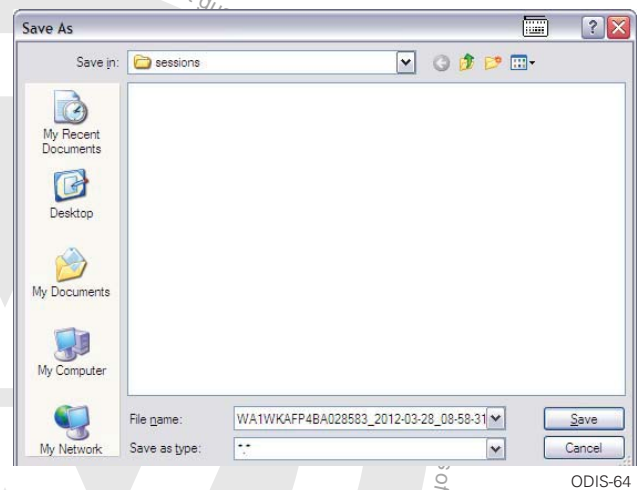 Save As
Save in: sessions
My Recent
Documents
Desktop
My Documents
My Computer
My Network
File name: WA1WKAFP4BA028583_2012-03-28_08-58-31
Save as type: *.*
Save
Cancel
ODIS-64